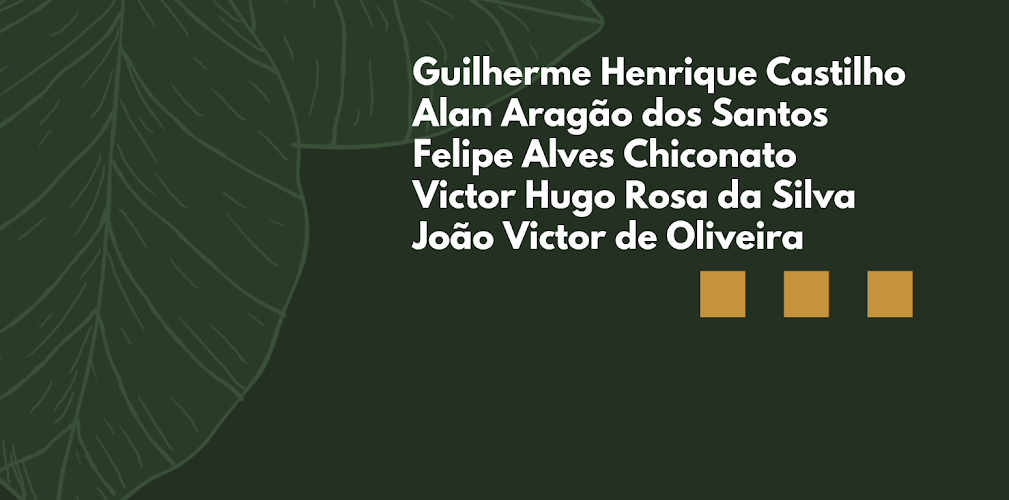 Guilherme Henrique Castilho
Alan Aragão dos Santos
Felipe Alves Chiconato
Victor Hugo Rosa da Silva
João Victor de Oliveira